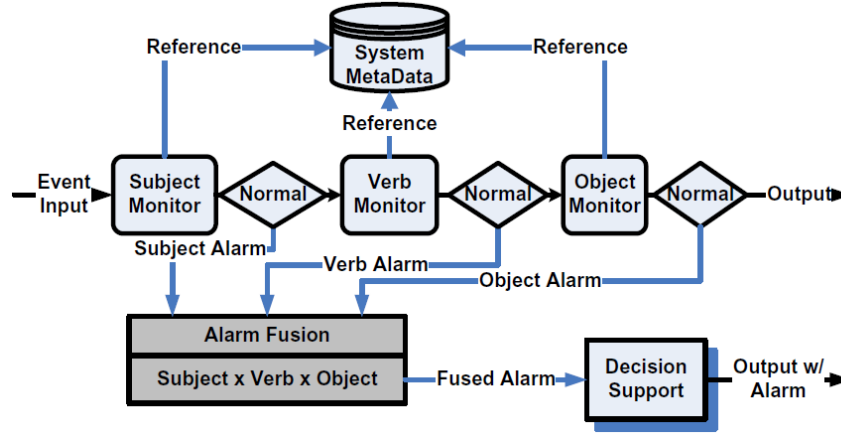 Reference
System
MetaData
Reference
Reference
Event
Input
Subject
Monitor
Normal
Verb
Monitor
Normal
Object
Monitor
Normal
Output
Subject Alarm
Verb Alarm
Object Alarm
Alarm Fusion
Subject x Verb x Object
Fused Alarm
Decision
Support
Output w/
Alarm